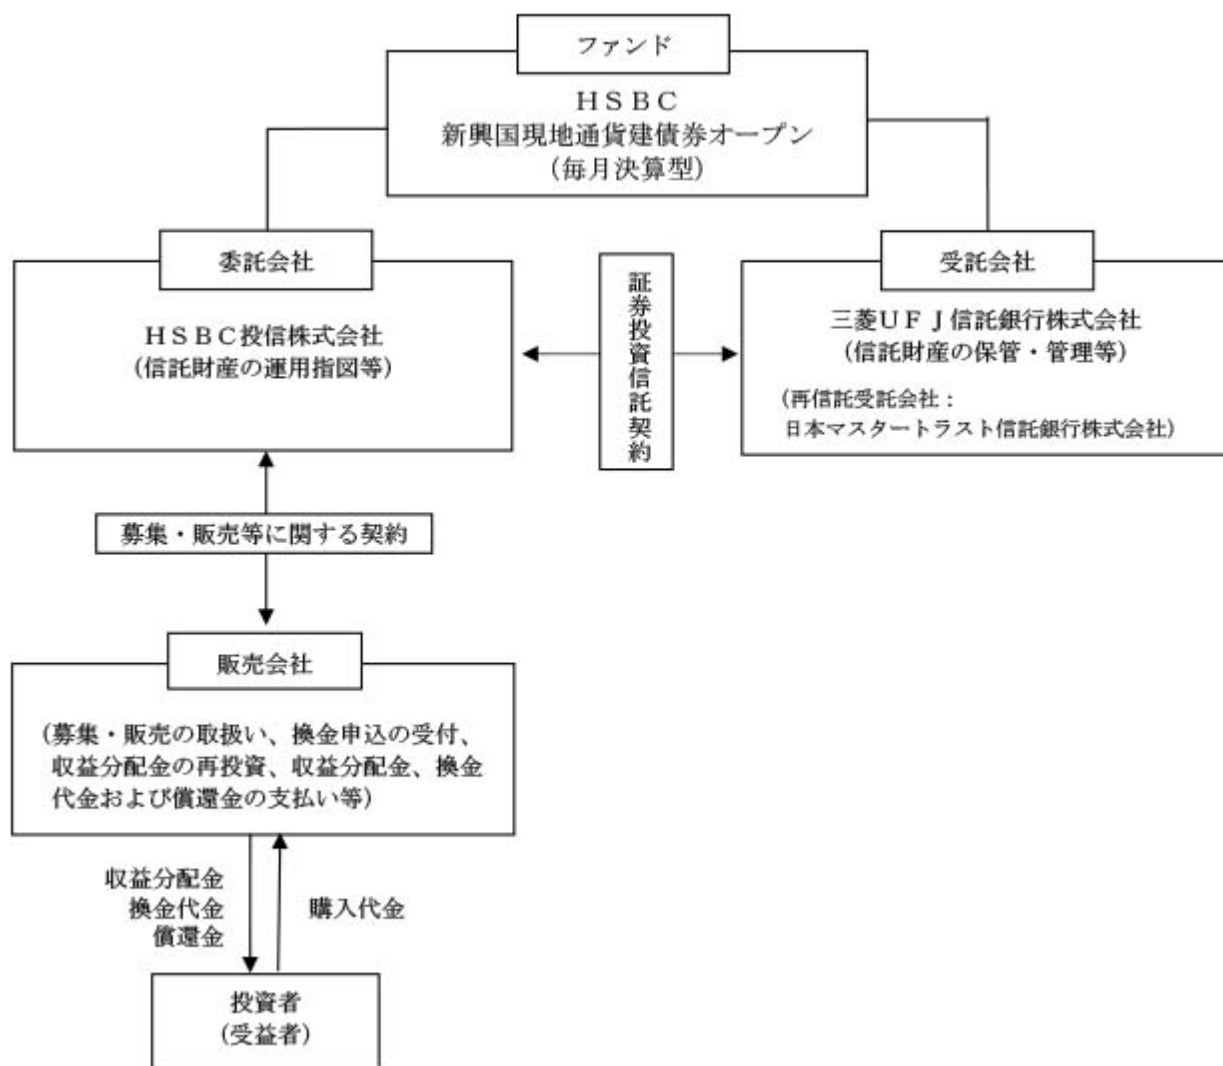 ファンド
ＨＳＢＣ
新興国現地通貨建債券オープン
（毎月決算型）
委託会社
ＨＳＢＣ投信株式会社
（信託財産の運用指図等）
証券投資信託契約
受託会社
三菱ＵＦＪ信託銀行株式会社
（信託財産の保管・管理等）
（再信託受託会社：
日本マスタートラスト信託銀行株式会社）
募集・販売等に関する契約
販売会社
（募集・販売の取扱い、換金申込の受付、
収益分配金の再投資、収益分配金、換金
代金および償還金の支払い等）
収益分配金
換金代金
償還金
購入代金
投資者
（受益者）